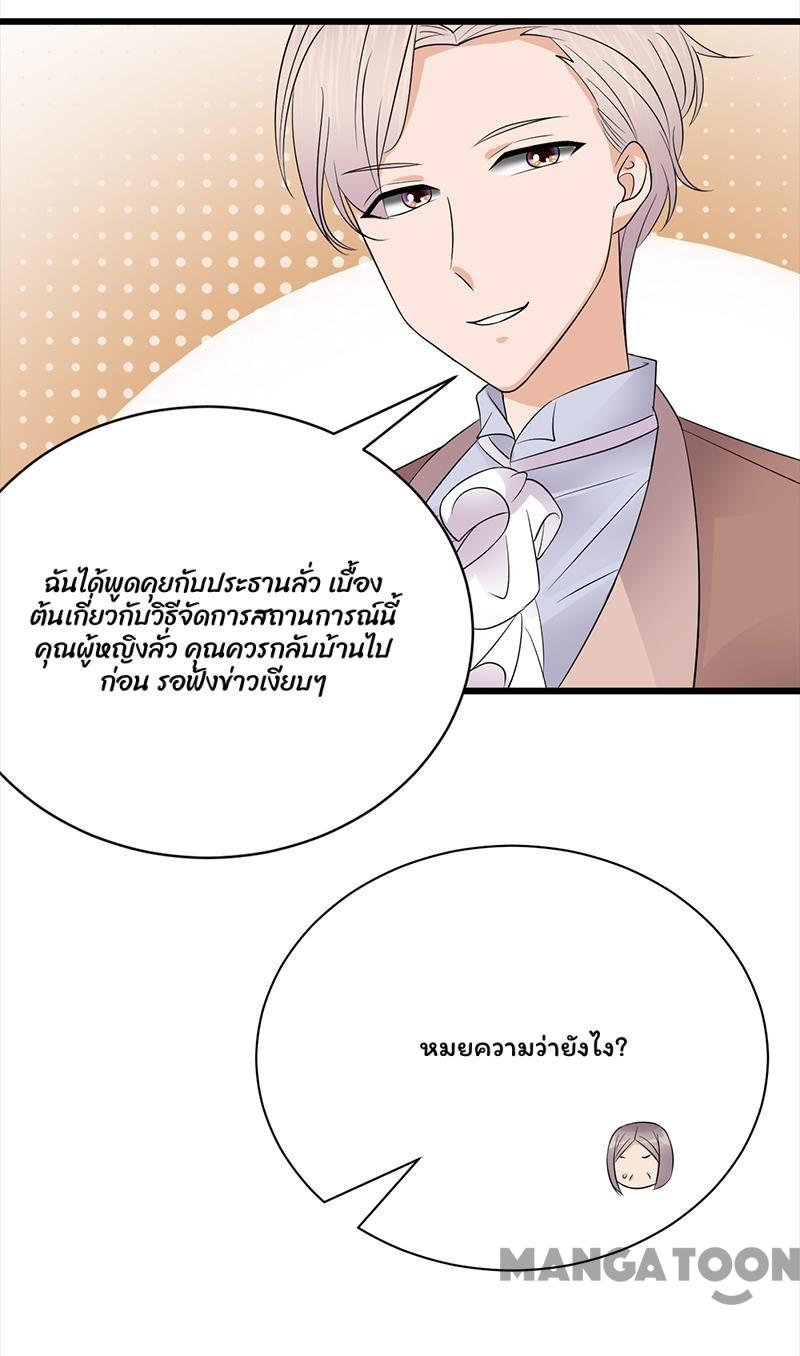 ฉันได้พูดคุยกับประธานลั่ว เบื้อง
ต้นเกี่ยวกับวิธีจัดการสถานการณ์นี้
คุณผู้หญิงลั่ว คุณควรกลับบ้านไป
ก่อน รอฟังข่าวเงียบๆ
หมยความว่ายังไง?
MANGATOON